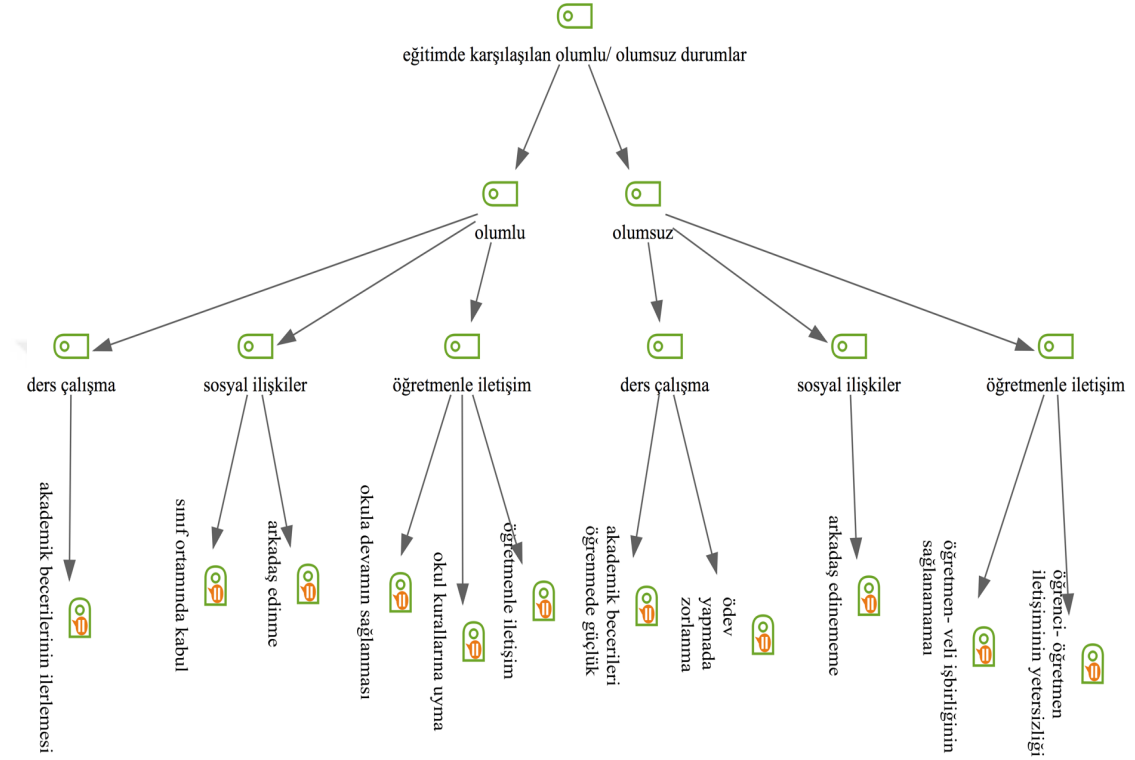 eğitimde karşılaşılan olumlu/ olumsuz durumlar
olumlu
olumsuz
ders çalışma
sosyal ilişkiler
öğretmenle iletişim
ders çalışma
sosyal ilişkiler
öğretmenle iletişim
akademik becerilerinin ilerlemesi
sınıf ortamında kabul
arkadaş edinme
okula devamın sağlanması
okul kurallarına uyma
öğretmenle iletişim
akademik becerileri
öğrenmede güçlük
ödev
yapmada
zorlanma
arkadaş edinememe
öğretmen- veli işbirliğinin
sağlanamamaı
öğrenci- öğretmen
iletişiminin yetersizliği